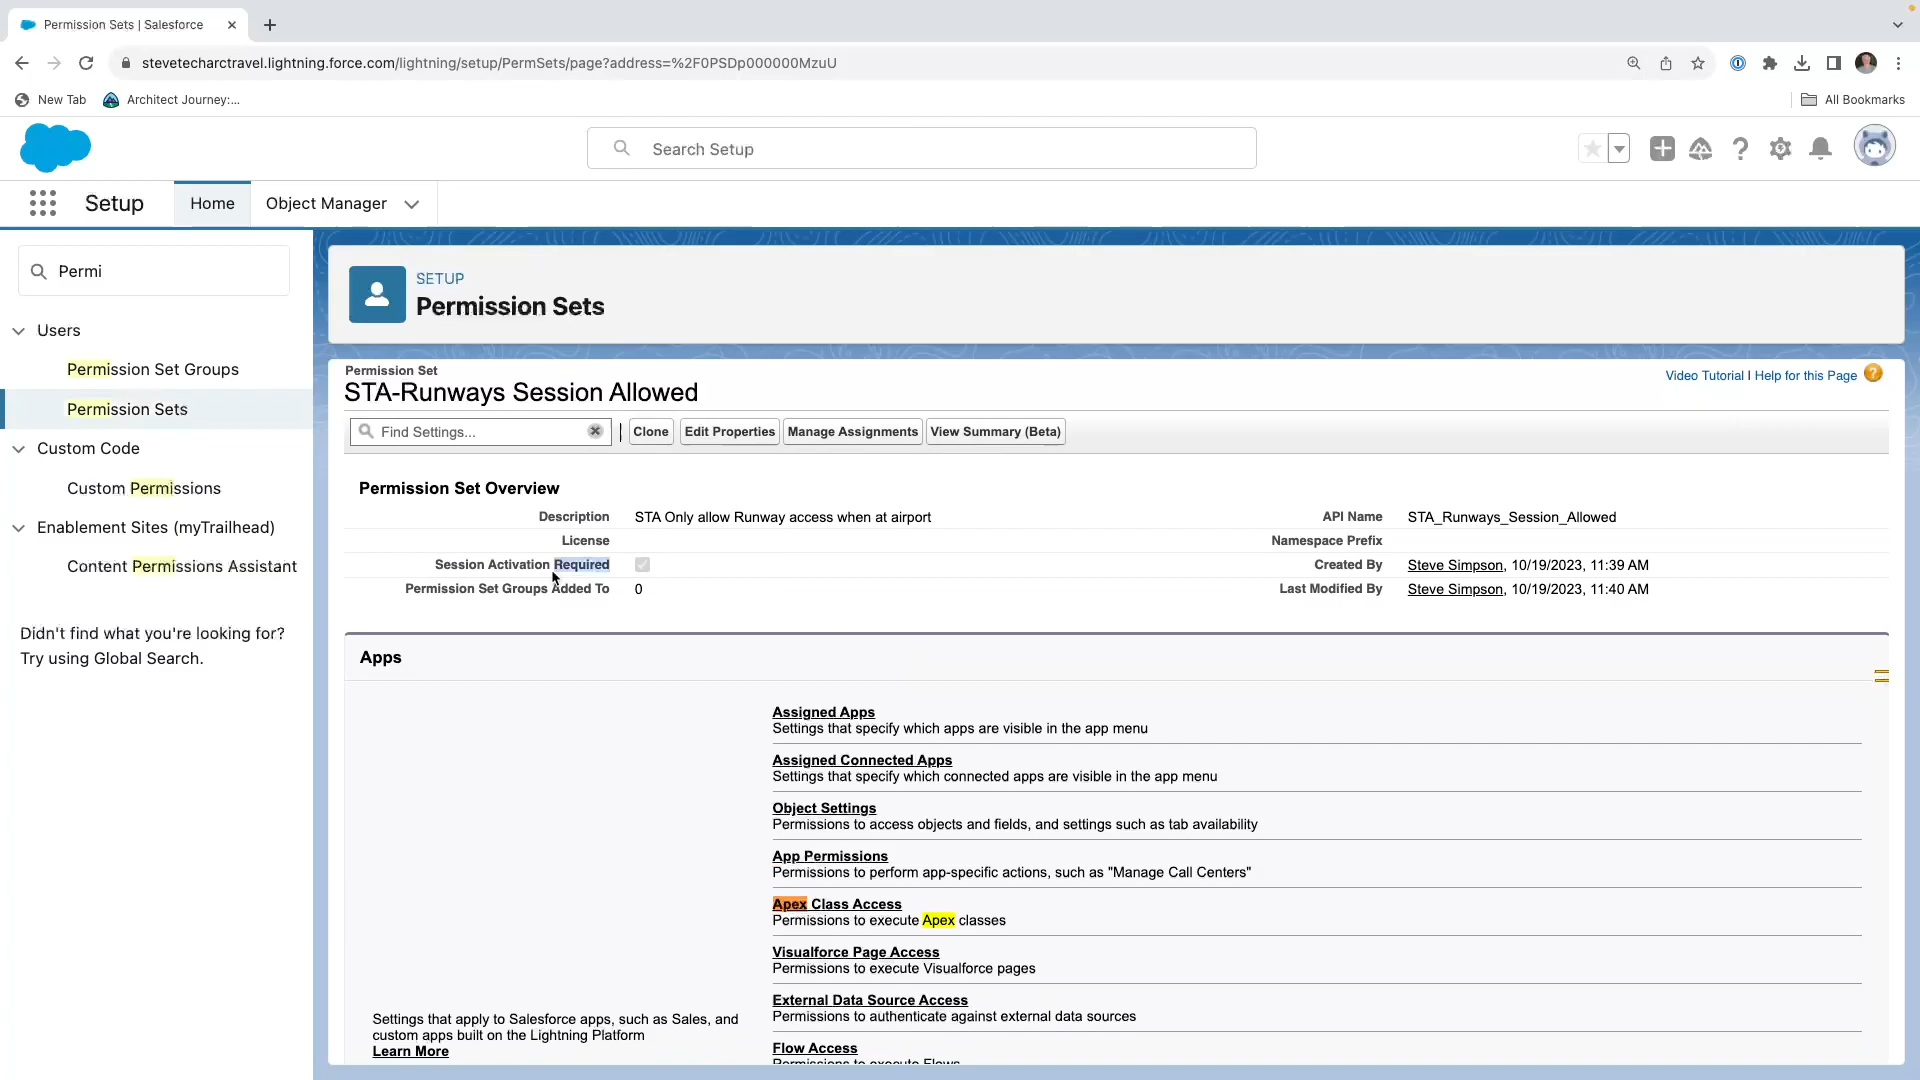 Permission Sets | Salesforce
stevetecharctravel.lightning.force.com/lightning/setup/PermSets/page?address=%2F0PSDp000000MzuU
New Tab
Architect Journey:...
All Bookmarks
Search Setup
Setup
Home
Object Manager
Permi
Users
Permission Set Groups
Permission Sets
Custom Code
Custom Permissions
Enablement Sites (myTrailhead)
Content Permissions Assistant
Didn't find what you're looking for?
Try using Global Search.
SETUP
Permission Sets
Permission Set
STA-Runways Session Allowed
Video Tutorial | Help for this Page
Find Settings...
Clone
Edit Properties
Manage Assignments
View Summary (Beta)
Permission Set Overview
Description STA Only allow Runway access when at airport
API Name STA_Runways_Session_Allowed
License
Namespace Prefix
Session Activation Required
Created By Steve Simpson, 10/19/2023, 11:39 AM
Permission Set Groups Added To 0
Last Modified By Steve Simpson, 10/19/2023, 11:40 AM
Apps
Assigned Apps
Settings that specify which apps are visible in the app menu
Assigned Connected Apps
Settings that specify which connected apps are visible in the app menu
Object Settings
Permissions to access objects and fields, and settings such as tab availability
App Permissions
Permissions to perform app-specific actions, such as "Manage Call Centers"
Apex Class Access
Permissions to execute Apex classes
Visualforce Page Access
Permissions to execute Visualforce pages
External Data Source Access
Permissions to authenticate against external data sources
Flow Access
Permissions to execute Flows
Settings that apply to Salesforce apps, such as Sales, and
custom apps built on the Lightning Platform
Learn More